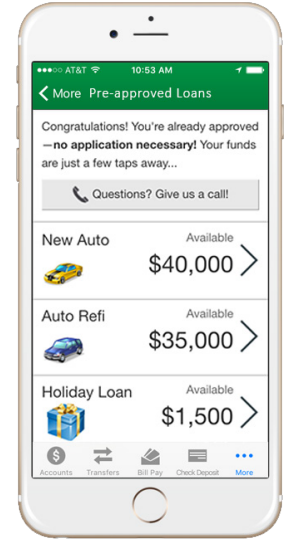 ●●●○○ AT&T 10:53 AM
More Pre-approved Loans
Congratulations! You're already approved
—no application necessary! Your funds
are just a few taps away...
Questions? Give us a call!
New Auto Available
$40,000
Auto Refi Available
$35,000
Holiday Loan Available
$1,500
Accounts Transfers Bill Pay Check Deposit More